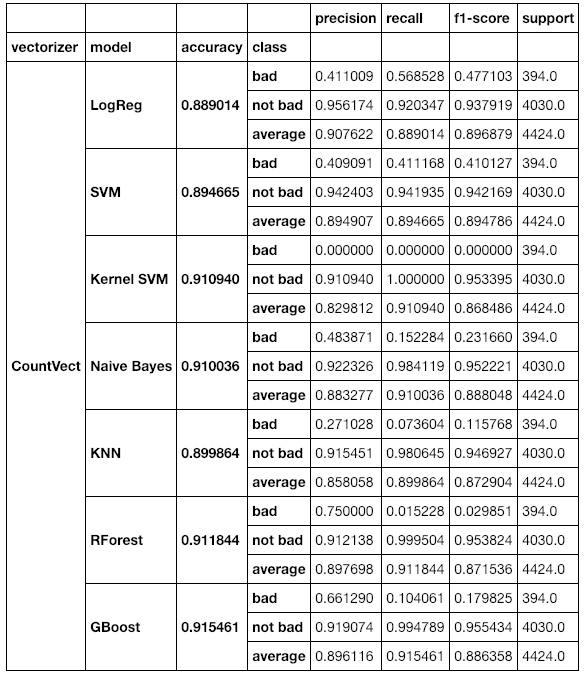 precision recall f1-score support
vectorizer model accuracy class
bad 0.411009 0.568528 0.477103 394.0
LogReg 0.889014 not bad 0.956174 0.920347 0.937919 4030.0
average 0.907622 0.889014 0.896879 4424.0
bad 0.409091 0.411168 0.410127 394.0
SVM 0.894665 not bad 0.942403 0.941935 0.942169 4030.0
average 0.894907 0.894665 0.894786 4424.0
bad 0.000000 0.000000 0.000000 394.0
Kernel SVM 0.910940 not bad 0.910940 1.000000 0.953395 4030.0
average 0.829812 0.910940 0.868486 4424.0
bad 0.483871 0.152284 0.231660 394.0
CountVect Naive Bayes 0.910036 not bad 0.922326 0.984119 0.952221 4030.0
average 0.883277 0.910036 0.888048 4424.0
bad 0.271028 0.073604 0.115768 394.0
KNN 0.899864 not bad 0.915451 0.980645 0.946927 4030.0
average 0.858058 0.899864 0.872904 4424.0
bad 0.750000 0.015228 0.029851 394.0
RForest 0.911844 not bad 0.912138 0.999504 0.953824 4030.0
average 0.897698 0.911844 0.871536 4424.0
bad 0.661290 0.104061 0.179825 394.0
GBoost 0.915461 not bad 0.919074 0.994789 0.955434 4030.0
average 0.896116 0.915461 0.886358 4424.0